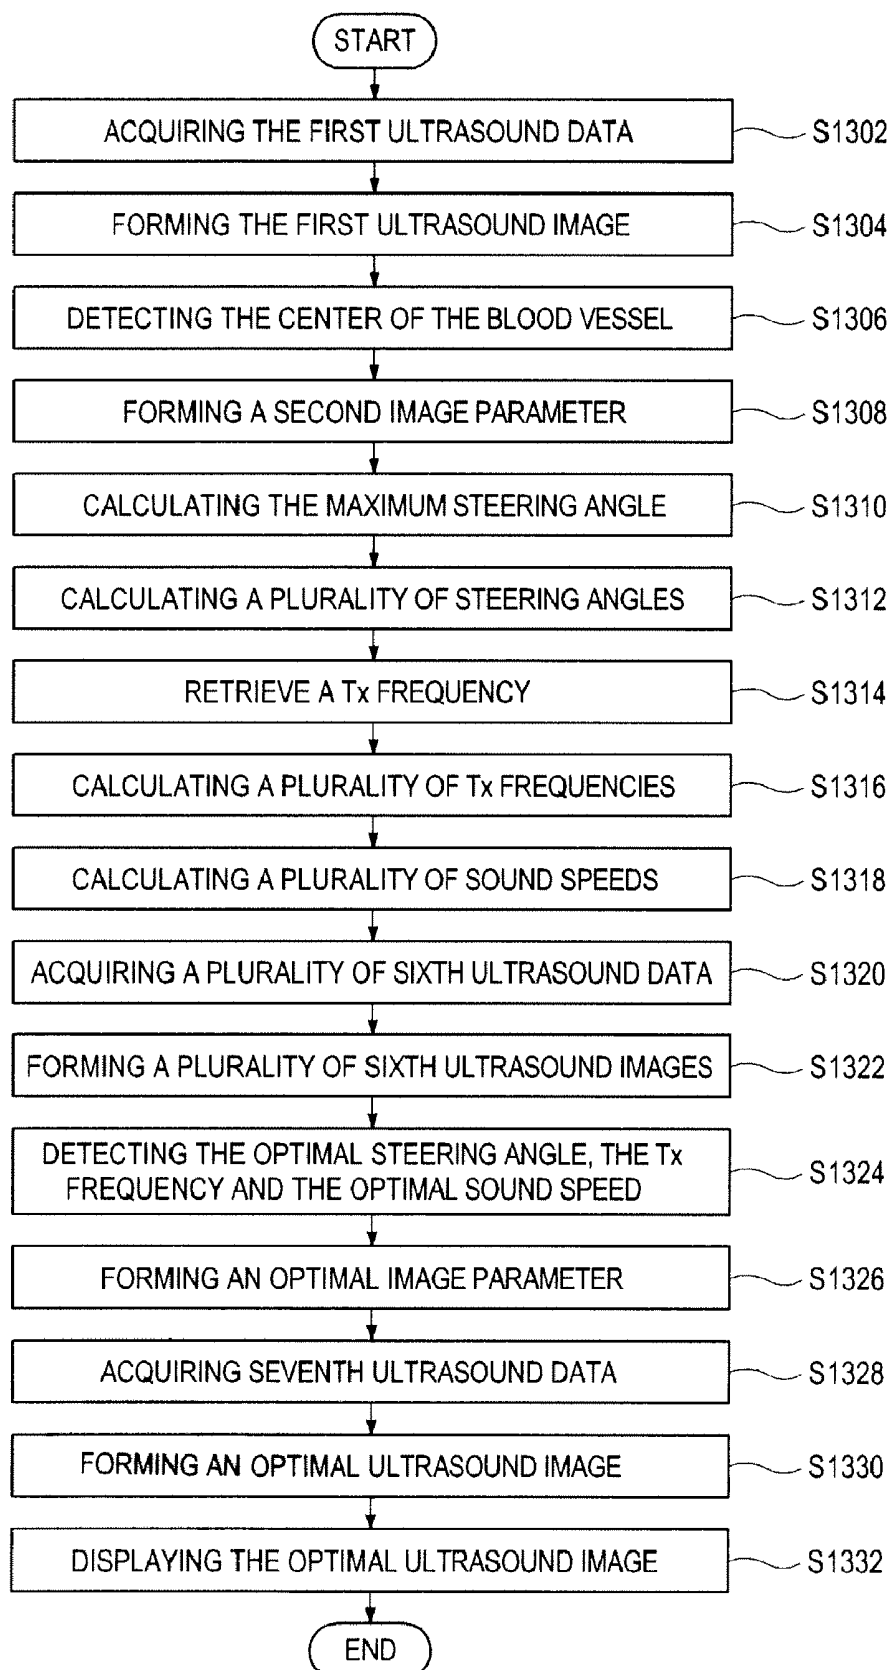 START
ACQUIRING THE FIRST ULTRASOUND DATA S1302
FORMING THE FIRST ULTRASOUND IMAGE S1304
DETECTING THE CENTER OF THE BLOOD VESSEL S1306
FORMING A SECOND IMAGE PARAMETER S1308
CALCULATING THE MAXIMUM STEERING ANGLE S1310
CALCULATING A PLURALITY OF STEERING ANGLES S1312
RETRIEVE A Tx FREQUENCY S1314
CALCULATING A PLURALITY OF Tx FREQUENCIES S1316
CALCULATING A PLURALITY OF SOUND SPEEDS S1318
ACQUIRING A PLURALITY OF SIXTH ULTRASOUND DATA S1320
FORMING A PLURALITY OF SIXTH ULTRASOUND IMAGES S1322
DETECTING THE OPTIMAL STEERING ANGLE, THE Tx
FREQUENCY AND THE OPTIMAL SOUND SPEED S1324
FORMING AN OPTIMAL IMAGE PARAMETER S1326
ACQUIRING SEVENTH ULTRASOUND DATA S1328
FORMING AN OPTIMAL ULTRASOUND IMAGE S1330
DISPLAYING THE OPTIMAL ULTRASOUND IMAGE S1332
END